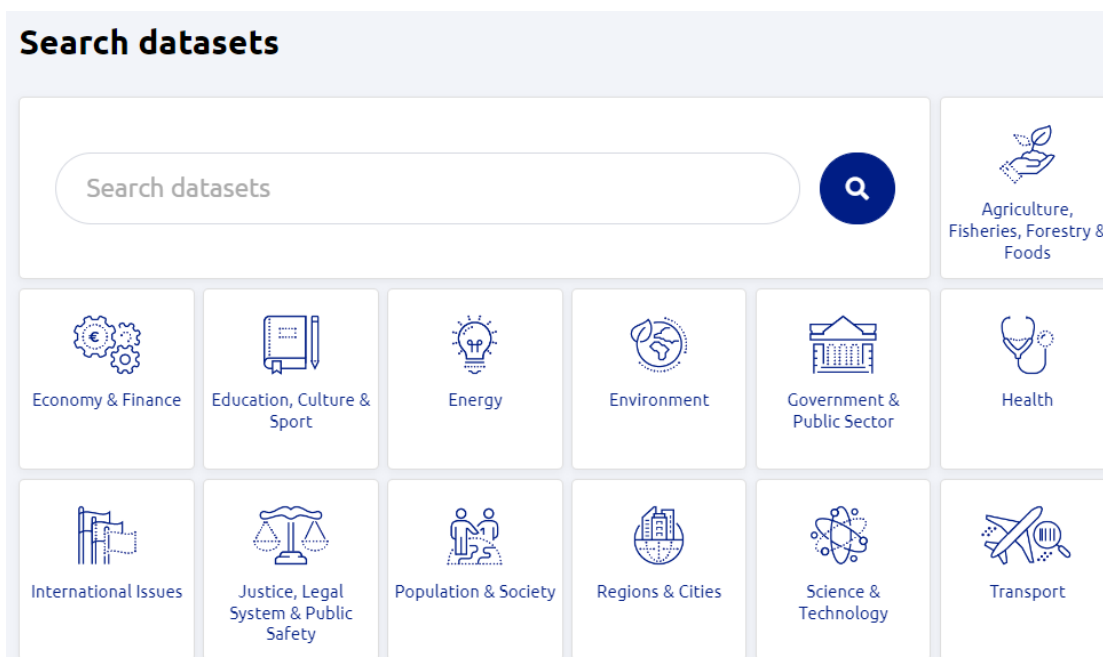 Search datasets
Search datasets
Agriculture,
Fisheries, Forestry &
Foods
€
Economy & Finance
Education, Culture &
Sport
Energy
Environment
Government &
Public Sector
Health
International Issues
Justice, Legal
System & Public
Safety
Population & Society
Regions & Cities
Science &
Technology
Transport